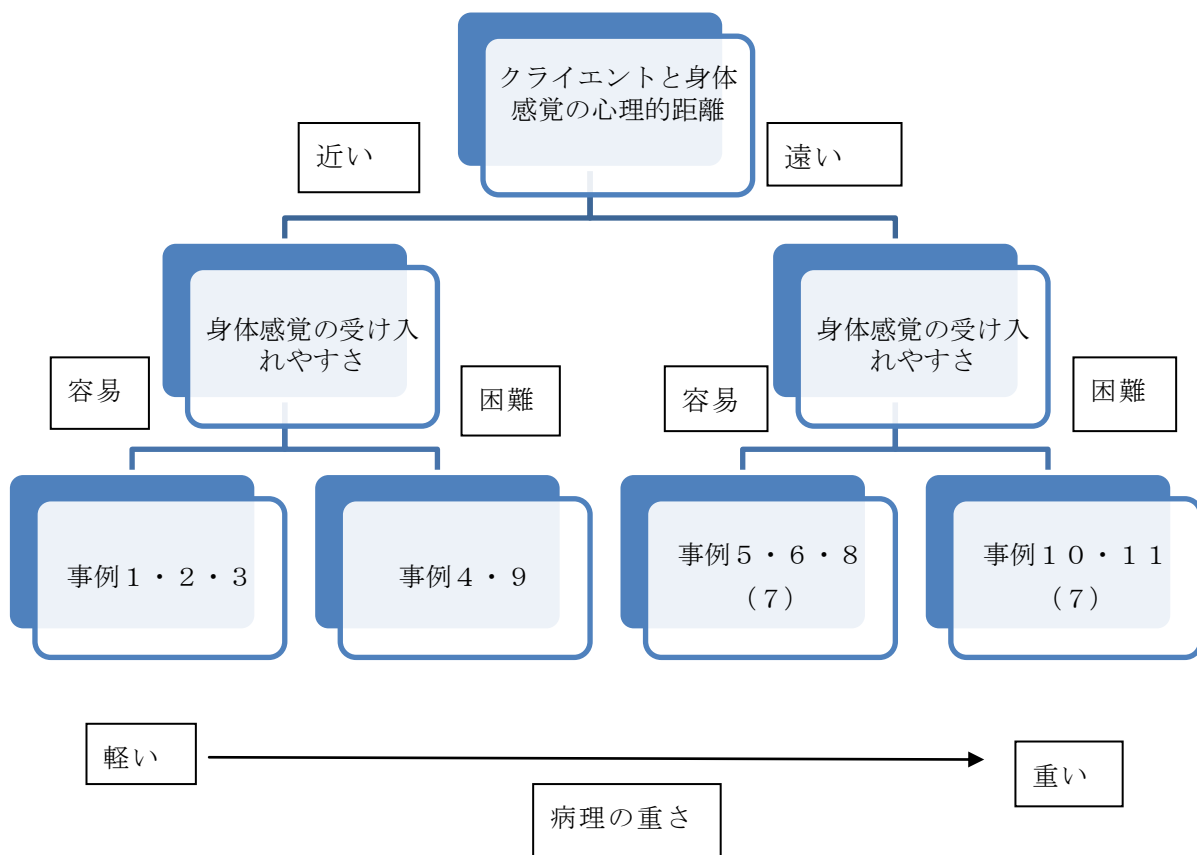 クライエントと身体
感覚の心理的距離
近い
遠い
身体感覚の受け入
れやすさ
身体感覚の受け入
れやすさ
容易
困難
容易
困難
事例１・２・３
事例４・９
事例５・６・８
（７）
事例１０・１１
（７）
軽い
重い
病理の重さ